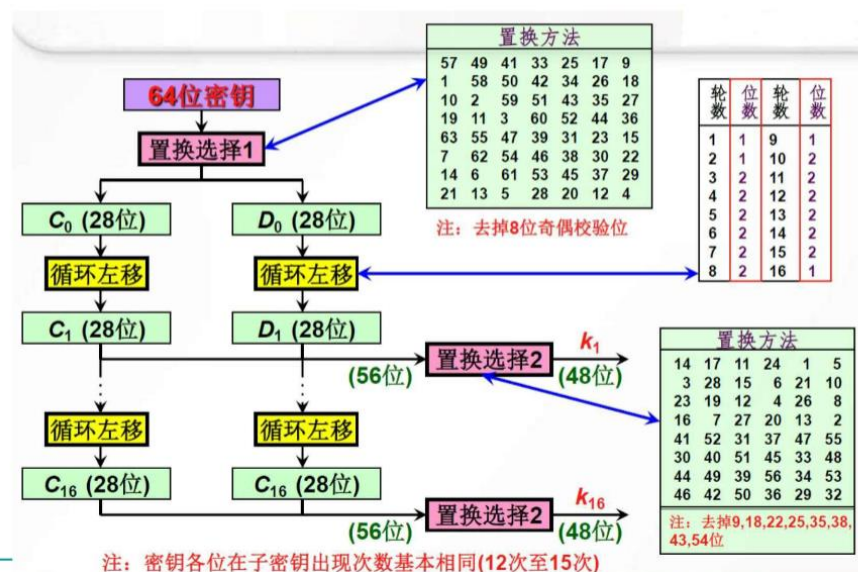 置换方法
57 49 41 33 25 17 9
1 58 50 42 34 26 18
10 2 59 51 43 35 27
19 11 3 60 52 44 36
63 55 47 39 31 23 15
7 62 54 46 38 30 22
14 6 61 53 45 37 29
21 13 5 28 20 12 4
注：去掉8位奇偶校验位
64位密钥
置换选择1
轮数 位数 轮数 位数
1 1 9 1
2 1 10 2
3 2 11 2
4 2 12 2
5 2 13 2
6 2 14 2
7 2 15 2
8 2 16 1
C0 (28位) D0 (28位)
循环左移 循环左移
C1 (28位) D1 (28位)
(56位) 置换选择2 k1 (48位)
置换方法
14 17 11 24 1 5
3 28 15 6 21 10
23 19 12 4 26 8
16 7 27 20 13 2
41 52 31 37 47 55
30 40 51 45 33 48
44 49 39 56 34 53
46 42 50 36 29 32
注：去掉9,18,22,25,35,38,
43,54位
循环左移 循环左移
C16 (28位) C16 (28位)
(56位) 置换选择2 k16 (48位)
注：密钥各位在子密钥出现次数基本相同(12次至15次)